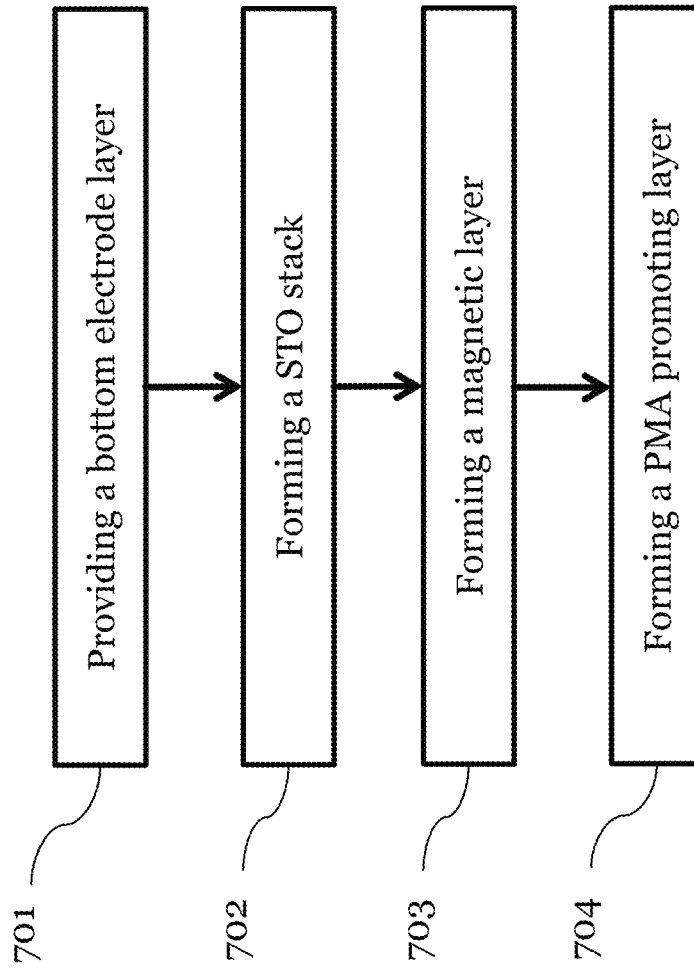 701
Providing a bottom electrode layer
702
Forming a STO stack
703
Forming a magnetic layer
704
Forming a PMA promoting layer